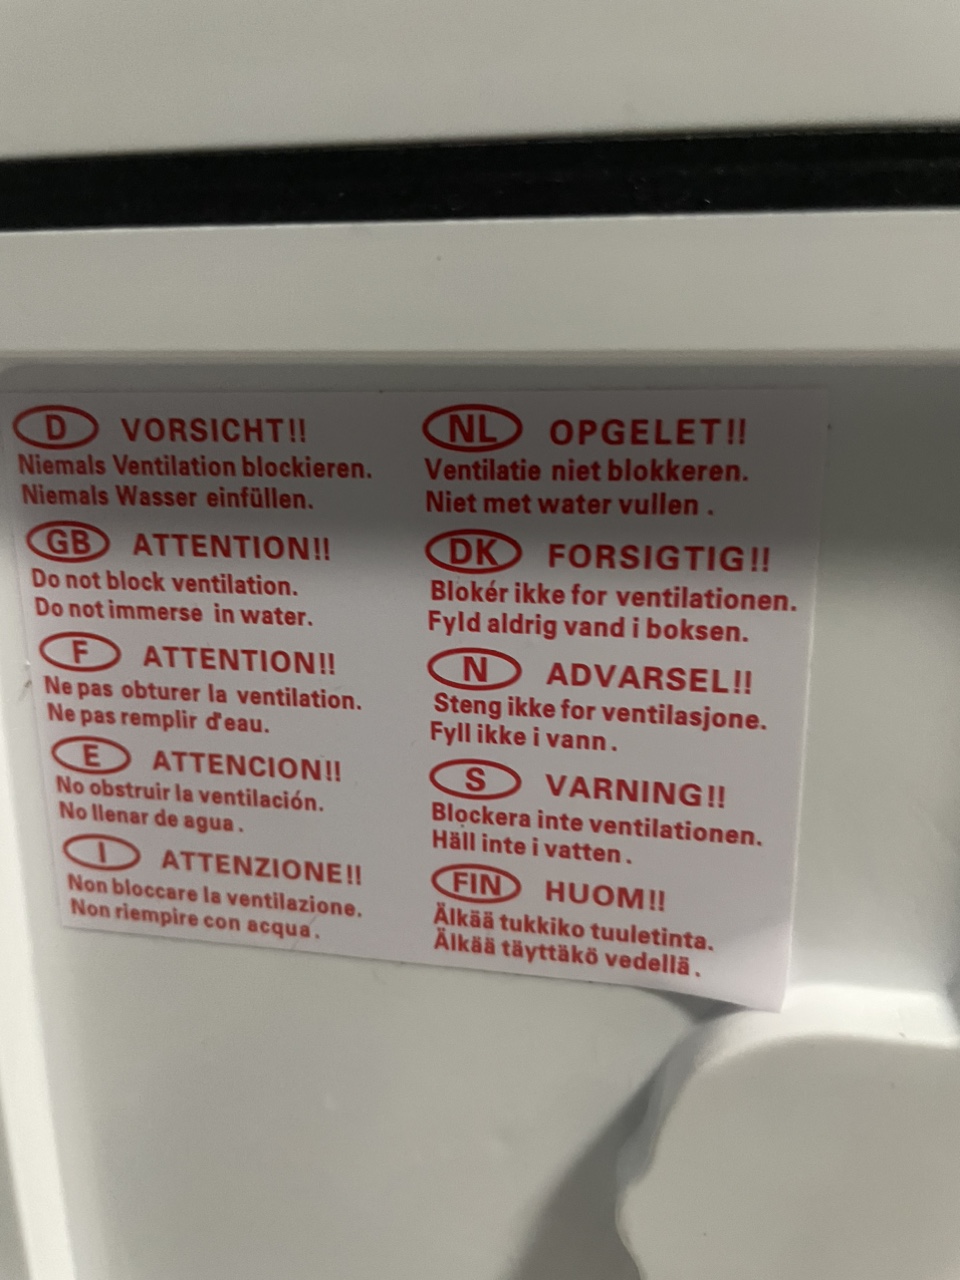 D VORSICHT!!
Niemals Ventilation blockieren.
Niemals Wasser einfüllen.
GB ATTENTION!!
Do not block ventilation.
Do not immerse in water.
F ATTENTION!!
Ne pas obturer la ventilation.
Ne pas remplir d'eau.
E ATTENCION!!
No obstruir la ventilación.
No llenar de agua.
I ATTENZIONE!!
Non bloccare la ventilazione.
Non riempire con acqua.
NL OPGELET!!
Ventilatie niet blokkeren.
Niet met water vullen .
DK FORSIGTIG!!
Blokér ikke for ventilationen.
Fyld aldrig vand i boksen.
N ADVARSEL!!
Steng ikke for ventilasjone.
Fyll ikke i vann .
S VARNING!!
Blockera inte ventilationen.
Häll inte i vatten .
FIN HUOM!!
Älkää tukkiko tuuletinta.
Älkää täyttäkö vedellä .